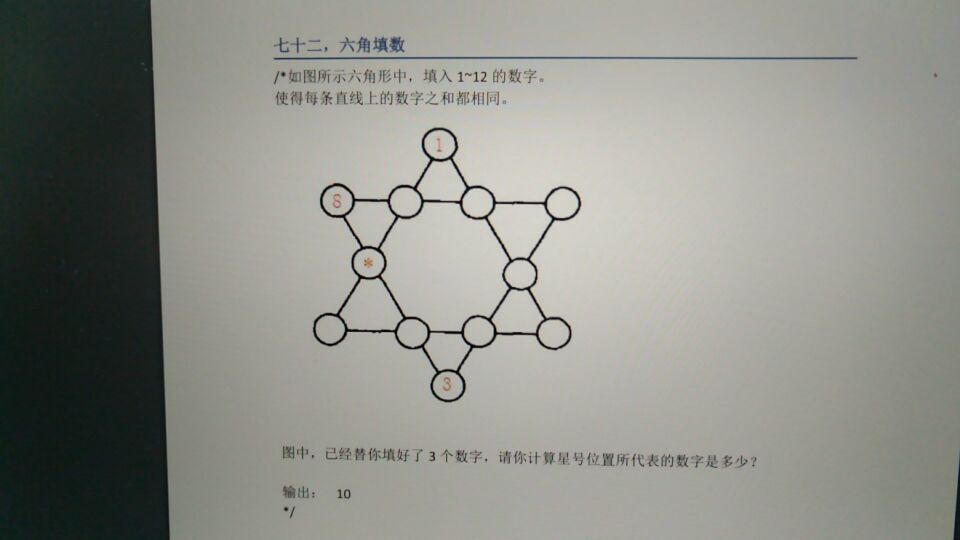 七十二，六角填数
/*如图所示六角形中，填入 1~12 的数字。
使得每条直线上的数字之和都相同。
1
8
*
3
图中，已经替你填好了 3 个数字，请你计算星号位置所代表的数字是多少？
输出： 10
*/